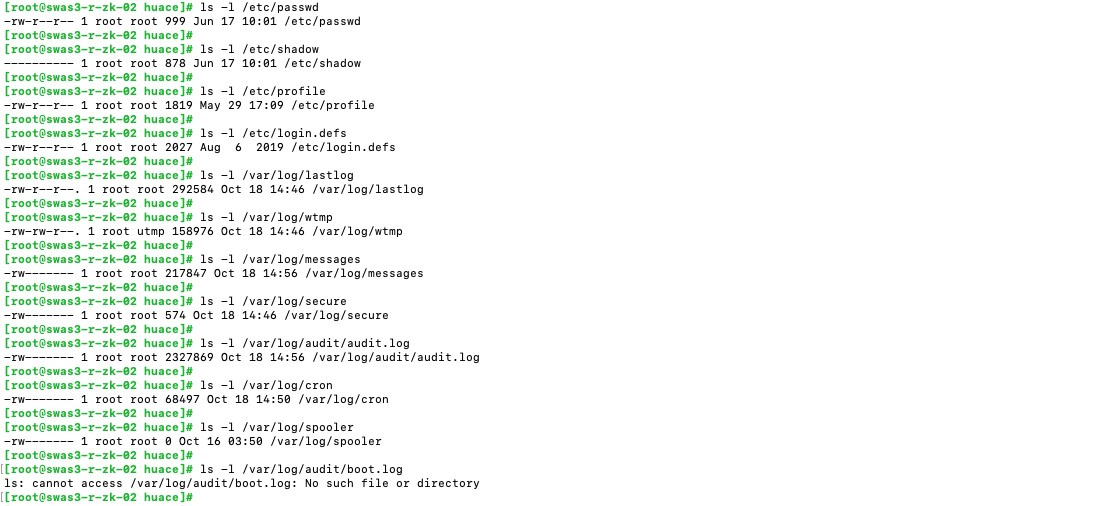 [root@swas3-r-zk-02 huace]# ls -l /etc/passwd
-rw-r--r-- 1 root root 999 Jun 17 10:01 /etc/passwd
[root@swas3-r-zk-02 huace]#
[root@swas3-r-zk-02 huace]# ls -l /etc/shadow
---------- 1 root root 878 Jun 17 10:01 /etc/shadow
[root@swas3-r-zk-02 huace]#
[root@swas3-r-zk-02 huace]# ls -l /etc/profile
-rw-r--r-- 1 root root 1819 May 29 17:09 /etc/profile
[root@swas3-r-zk-02 huace]#
[root@swas3-r-zk-02 huace]# ls -l /etc/login.defs
-rw-r--r-- 1 root root 2027 Aug  6  2019 /etc/login.defs
[root@swas3-r-zk-02 huace]#
[root@swas3-r-zk-02 huace]# ls -l /var/log/lastlog
-rw-r--r--. 1 root root 292584 Oct 18 14:46 /var/log/lastlog
[root@swas3-r-zk-02 huace]#
[root@swas3-r-zk-02 huace]# ls -l /var/log/wtmp
-rw-rw-r--. 1 root utmp 158976 Oct 18 14:46 /var/log/wtmp
[root@swas3-r-zk-02 huace]#
[root@swas3-r-zk-02 huace]# ls -l /var/log/messages
-rw------- 1 root root 217847 Oct 18 14:56 /var/log/messages
[root@swas3-r-zk-02 huace]#
[root@swas3-r-zk-02 huace]# ls -l /var/log/secure
-rw------- 1 root root 574 Oct 18 14:46 /var/log/secure
[root@swas3-r-zk-02 huace]#
[root@swas3-r-zk-02 huace]# ls -l /var/log/audit/audit.log
-rw------- 1 root root 2327869 Oct 18 14:56 /var/log/audit/audit.log
[root@swas3-r-zk-02 huace]#
[root@swas3-r-zk-02 huace]# ls -l /var/log/cron
-rw------- 1 root root 68497 Oct 18 14:50 /var/log/cron
[root@swas3-r-zk-02 huace]#
[root@swas3-r-zk-02 huace]# ls -l /var/log/spooler
-rw------- 1 root root 0 Oct 16 03:50 /var/log/spooler
[root@swas3-r-zk-02 huace]#
[[root@swas3-r-zk-02 huace]# ls -l /var/log/audit/boot.log
ls: cannot access /var/log/audit/boot.log: No such file or directory
[[root@swas3-r-zk-02 huace]#